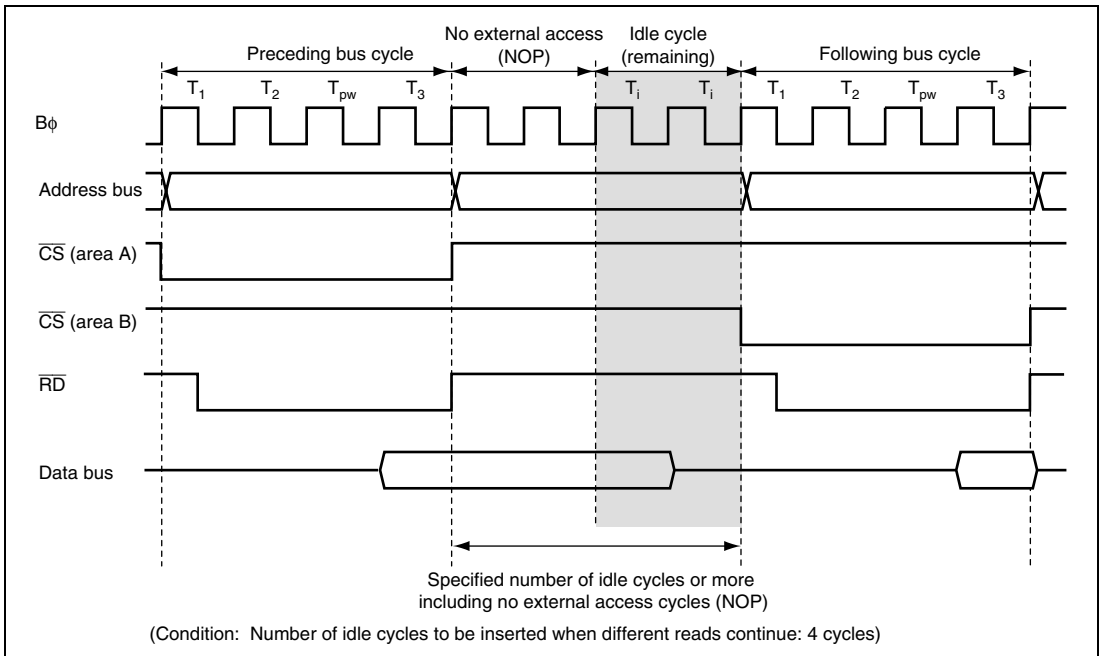 No external access Idle cycle
Preceding bus cycle (NOP) (remaining) Following bus cycle
T1 T2 Tpw T3 Ti Ti T1 T2 Tpw T3
Bϕ
Address bus
C̅S̅ (area A)
C̅S̅ (area B)
R̅D̅
Data bus
Specified number of idle cycles or more
including no external access cycles (NOP)
(Condition: Number of idle cycles to be inserted when different reads continue: 4 cycles)